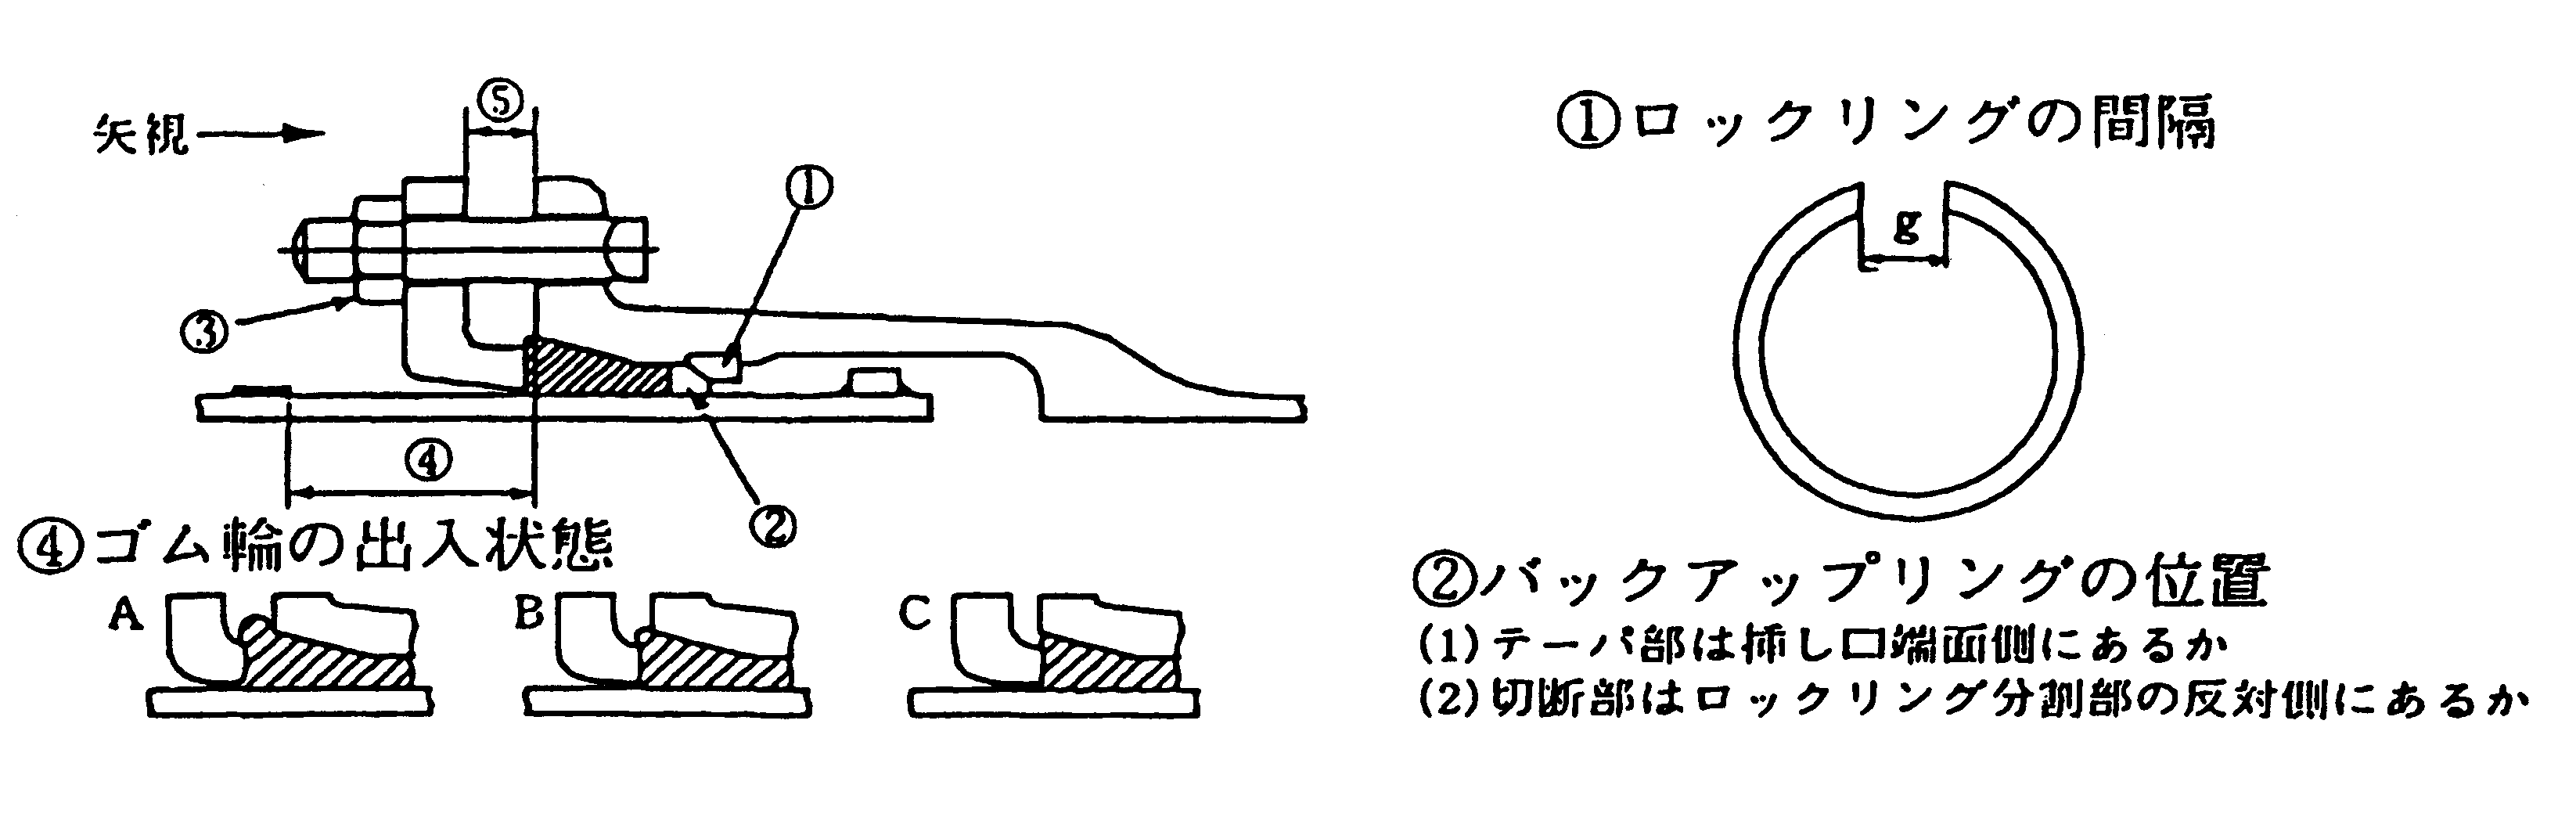 ⑤
矢視
①
③
④
②
④ゴム輪の出入状態
A
B
C
①ロックリングの間隔
g
②バックアップリングの位置
(1)テーパ部は挿し口端面側にあるか
(2)切断部はロックリング分割部の反対側にあるか